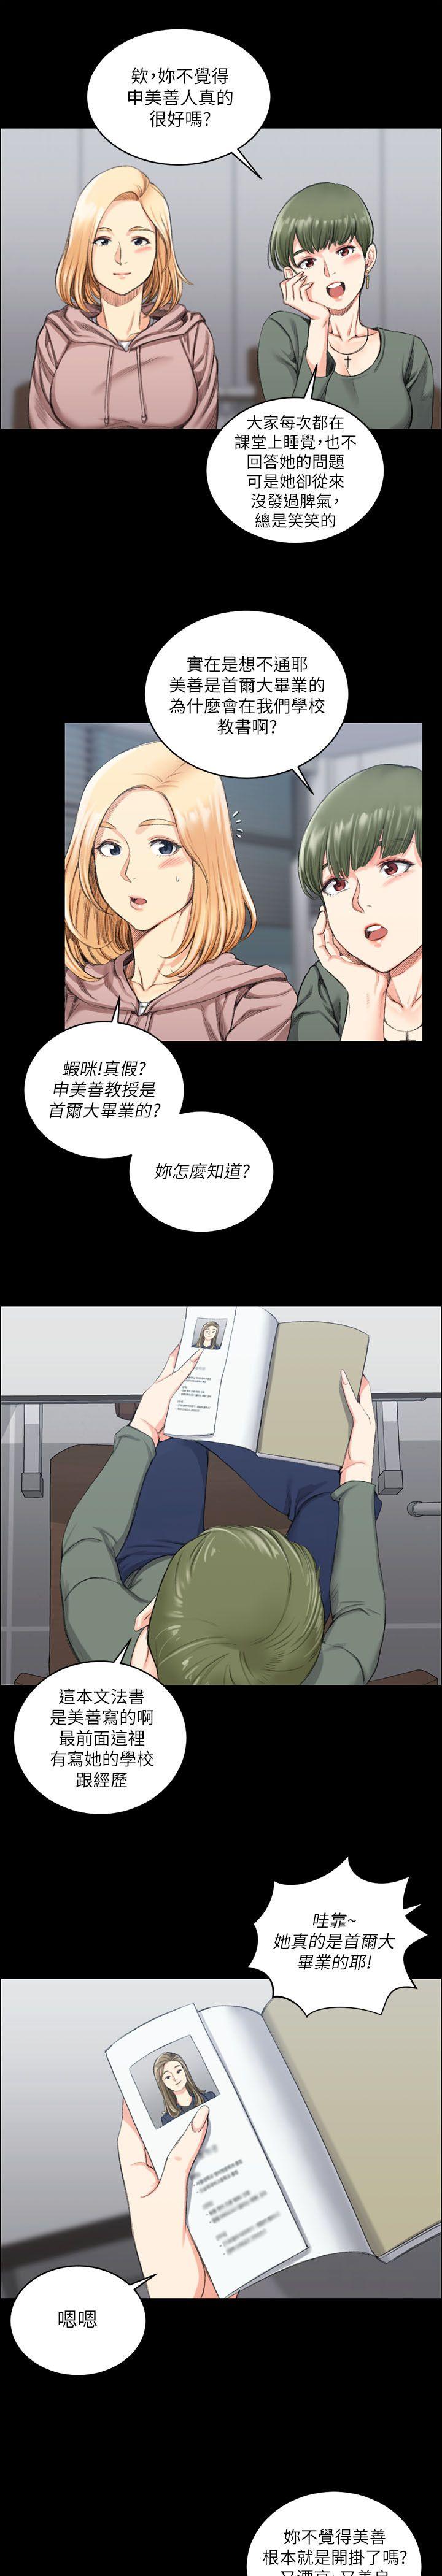 欸,妳不覺得
申美善人真的
很好嗎?
大家每次都在
課堂上睡覺,也不
回答她的問題
可是她卻從來
沒發過脾氣,
總是笑笑的
實在是想不通耶
美善是首爾大畢業的
為什麼會在我們學校
教書啊?
蝦咪!真假?
申美善教授是
首爾大畢業的?
妳怎麼知道?
這本文法書
是美善寫的啊
最前面這裡
有寫她的學校
跟經歷
哇靠~
她真的是首爾大
畢業的耶!
嗯嗯
妳不覺得美善
根本就是開掛了嗎?
又漂亮,又善良